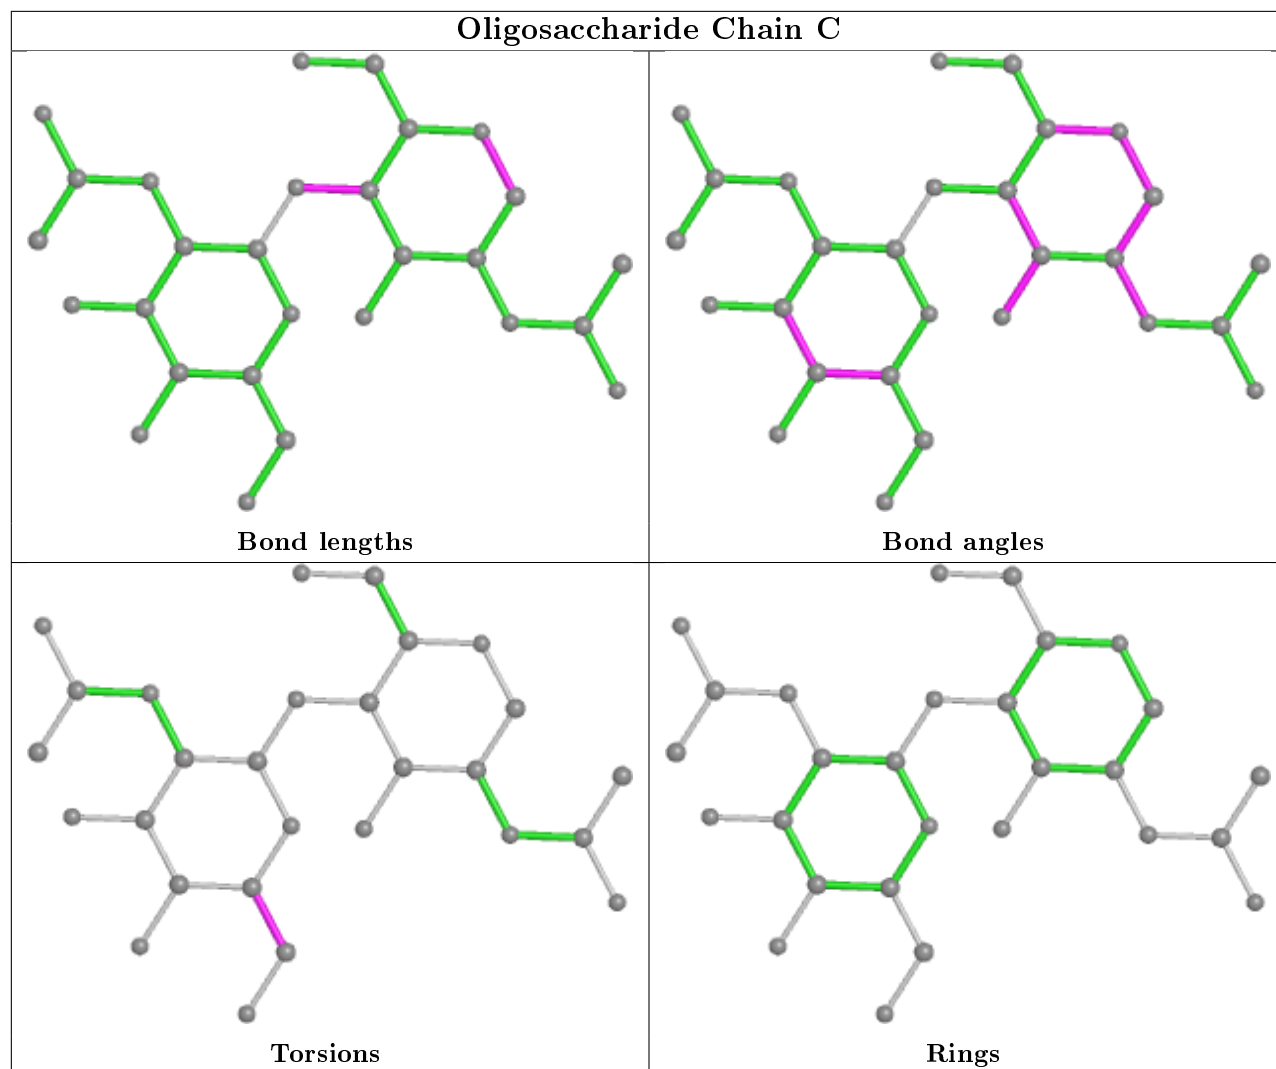 Oligosaccharide Chain C
Bond lengths
Bond angles
Torsions
Rings